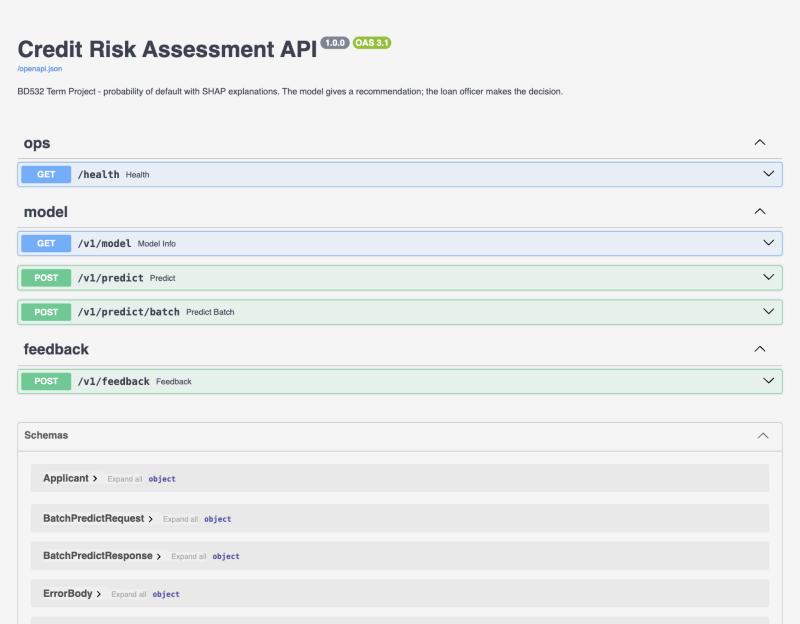 Credit Risk Assessment API 1.0.0 OAS 3.1
/openapi.json
BD532 Term Project - probability of default with SHAP explanations. The model gives a recommendation; the loan officer makes the decision.
ops
GET /health Health
model
GET /v1/model Model Info
POST /v1/predict Predict
POST /v1/predict/batch Predict Batch
feedback
POST /v1/feedback Feedback
Schemas
Applicant Expand all object
BatchPredictRequest Expand all object
BatchPredictResponse Expand all object
ErrorBody Expand all object